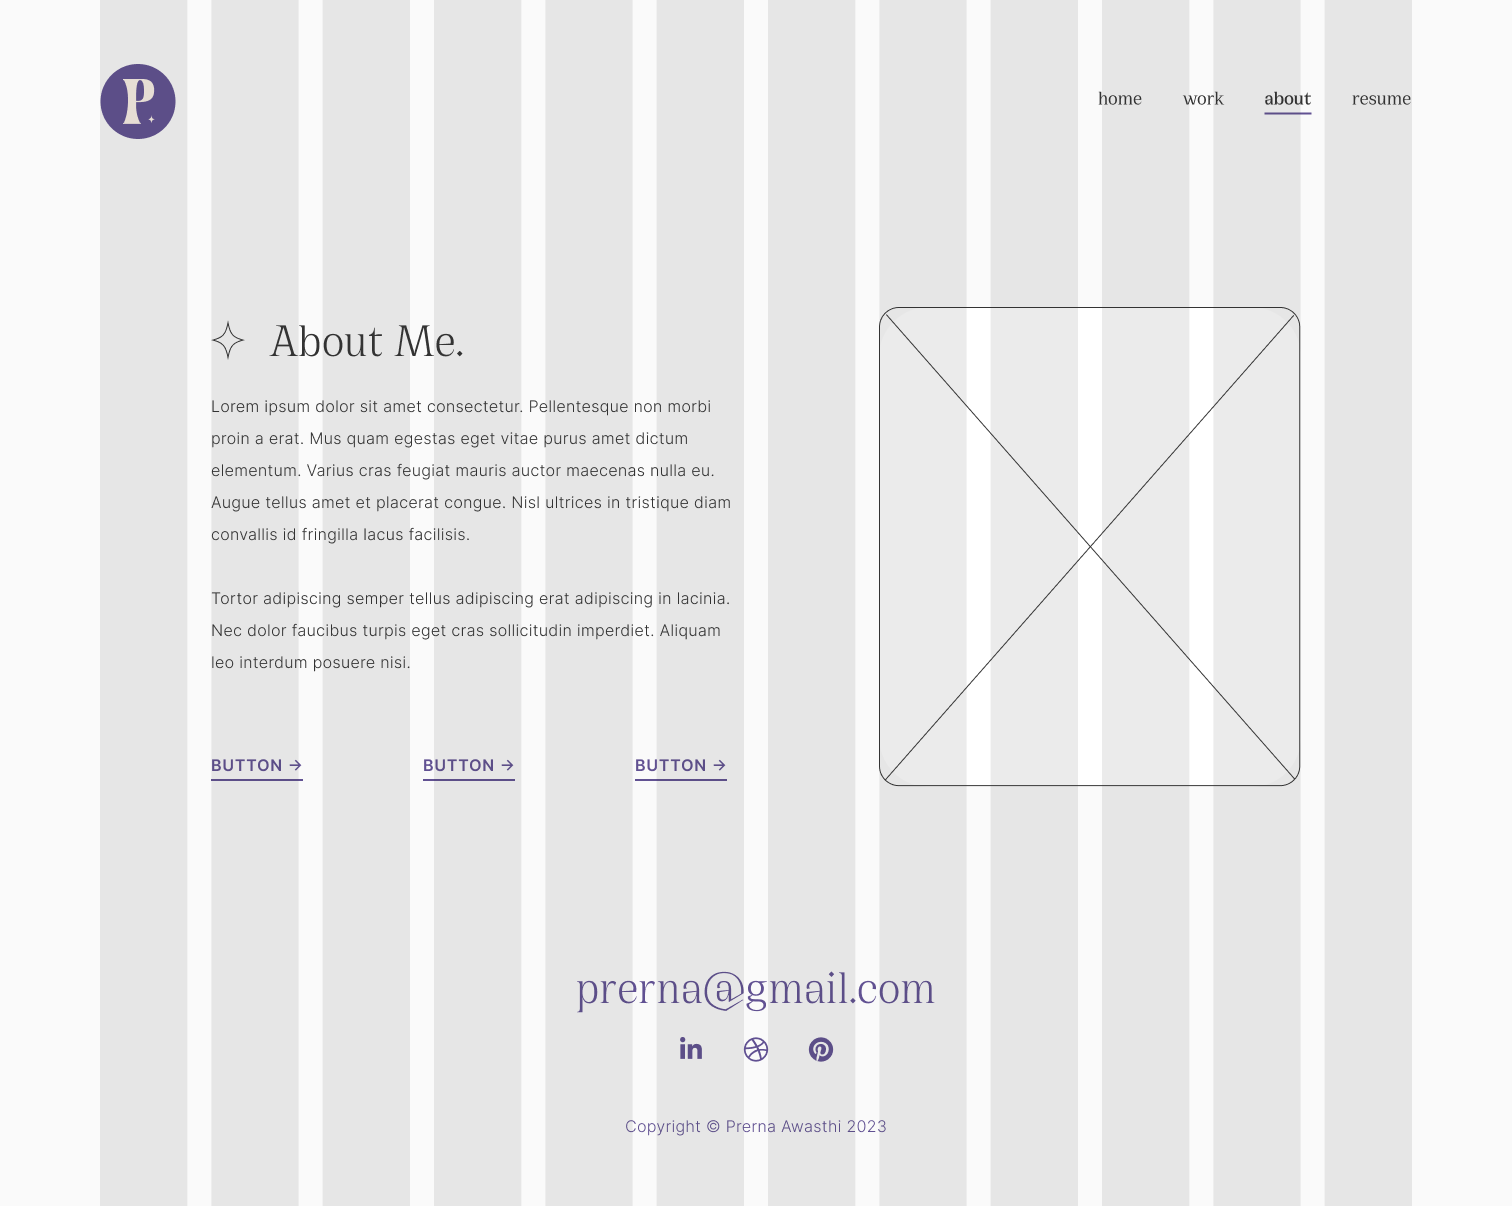 P
home work about resume
About Me.
Lorem ipsum dolor sit amet consectetur. Pellentesque non morbi
proin a erat. Mus quam egestas eget vitae purus amet dictum
elementum. Varius cras feugiat mauris auctor maecenas nulla eu.
Augue tellus amet et placerat congue. Nisl ultrices in tristique diam
convallis id fringilla lacus facilisis.
Tortor adipiscing semper tellus adipiscing erat adipiscing in lacinia.
Nec dolor faucibus turpis eget cras sollicitudin imperdiet. Aliquam
leo interdum posuere nisi.
BUTTON → BUTTON → BUTTON →
prerna@gmail.com
in
Copyright © Prerna Awasthi 2023